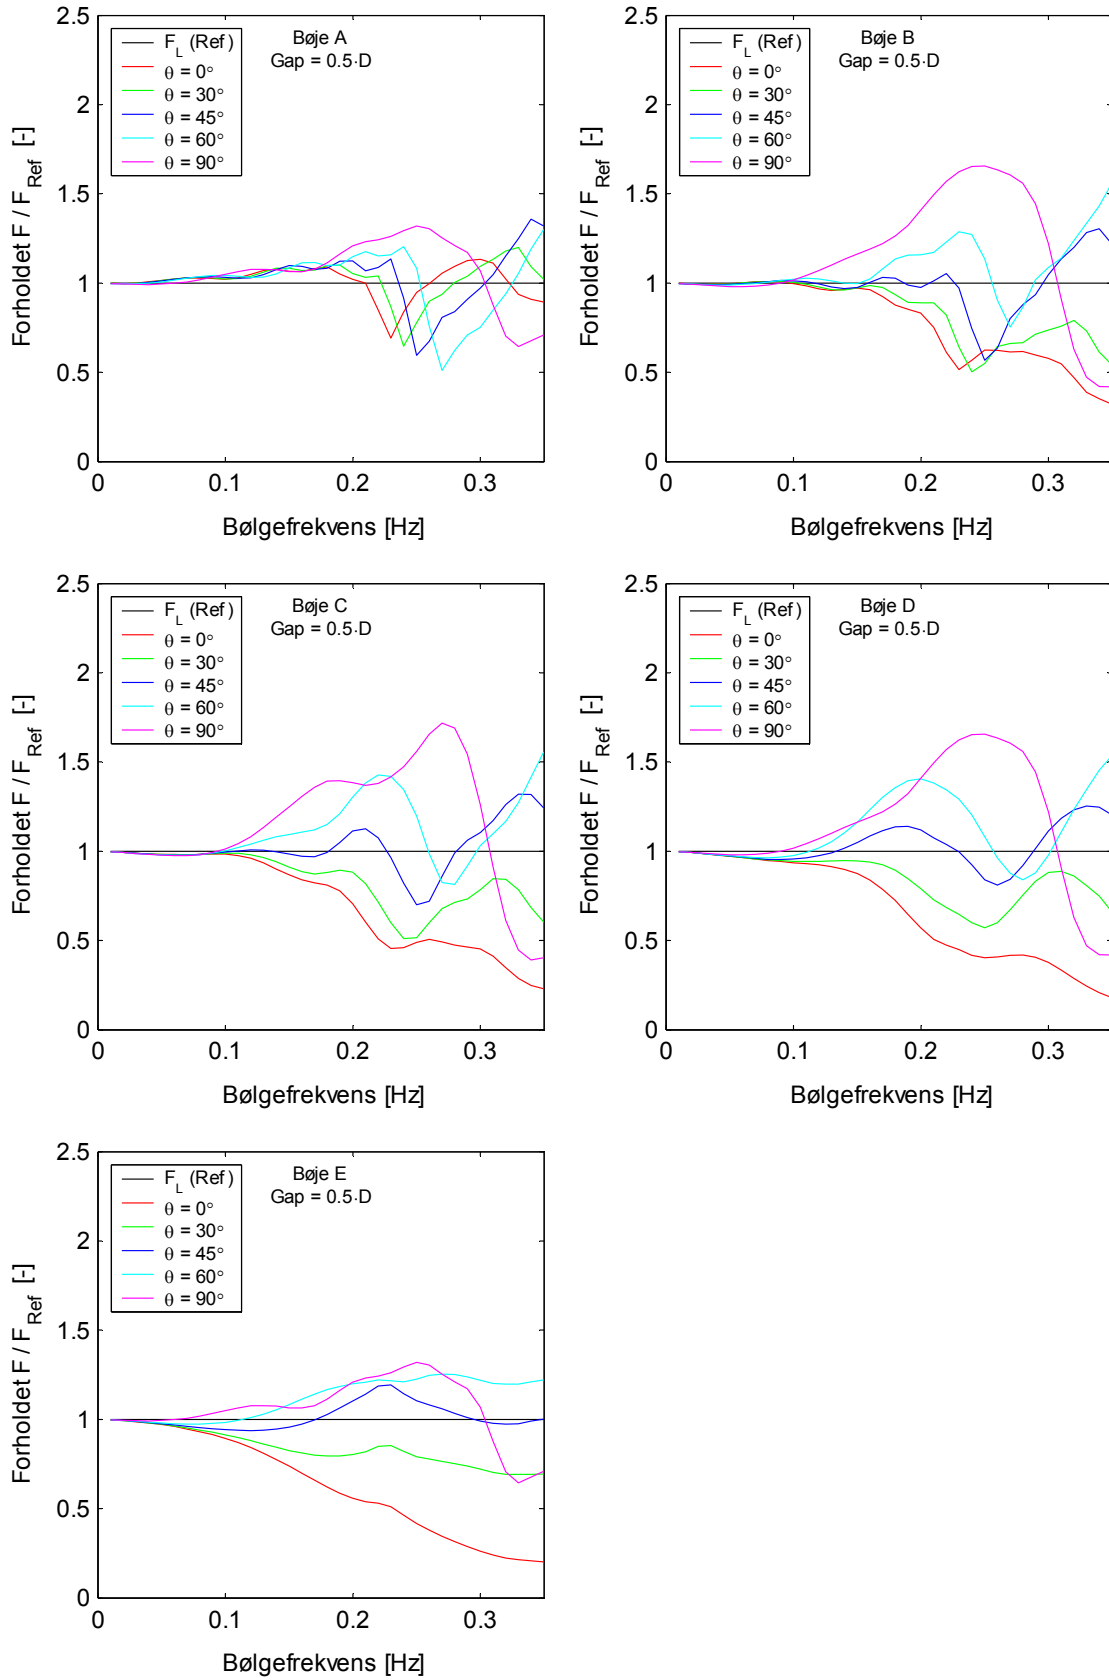 Bøje A
Gap = 0.5·D
F_L (Ref)
θ = 0°
θ = 30°
θ = 45°
θ = 60°
θ = 90°
Forholdet F / F_Ref [-]
2.5
2
1.5
1
0.5
0
0 0.1 0.2 0.3
Bølgefrekvens [Hz]
Bøje B
Gap = 0.5·D
F_L (Ref)
θ = 0°
θ = 30°
θ = 45°
θ = 60°
θ = 90°
Forholdet F / F_Ref [-]
2.5
2
1.5
1
0.5
0
0 0.1 0.2 0.3
Bølgefrekvens [Hz]
Bøje C
Gap = 0.5·D
F_L (Ref)
θ = 0°
θ = 30°
θ = 45°
θ = 60°
θ = 90°
Forholdet F / F_Ref [-]
2.5
2
1.5
1
0.5
0
0 0.1 0.2 0.3
Bølgefrekvens [Hz]
Bøje D
Gap = 0.5·D
F_L (Ref)
θ = 0°
θ = 30°
θ = 45°
θ = 60°
θ = 90°
Forholdet F / F_Ref [-]
2.5
2
1.5
1
0.5
0
0 0.1 0.2 0.3
Bølgefrekvens [Hz]
Bøje E
Gap = 0.5·D
F_L (Ref)
θ = 0°
θ = 30°
θ = 45°
θ = 60°
θ = 90°
Forholdet F / F_Ref [-]
2.5
2
1.5
1
0.5
0
0 0.1 0.2 0.3
Bølgefrekvens [Hz]